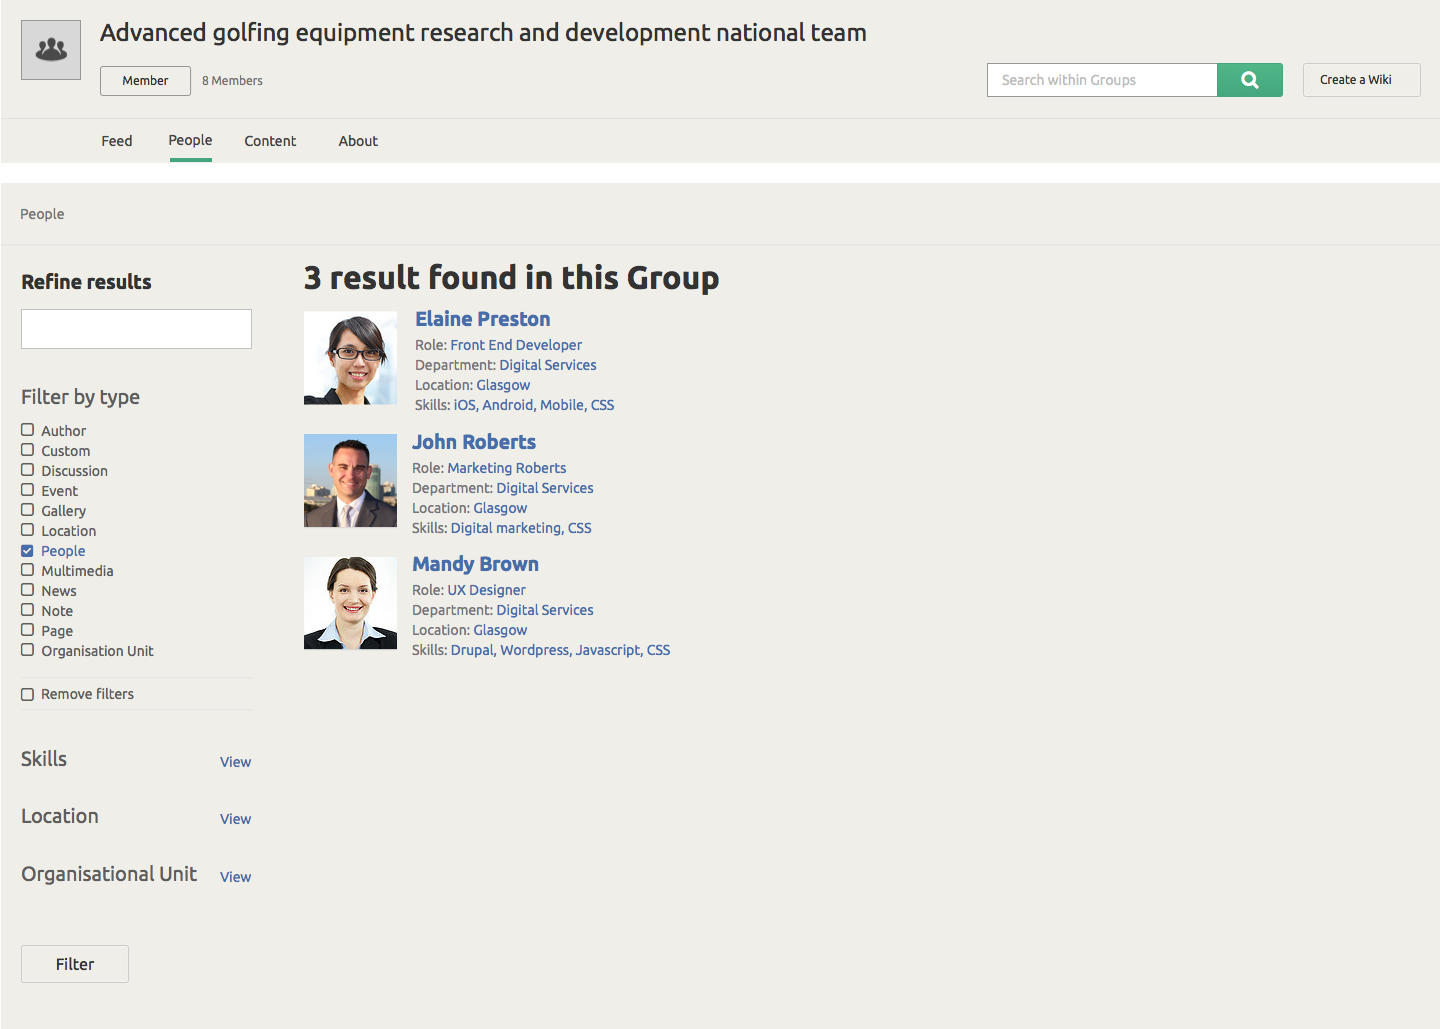 Advanced golfing equipment research and development national team
Member
8 Members
Search within Groups
Create a Wiki
Feed
People
Content
About
People
Refine results
Filter by type
Author
Custom
Discussion
Event
Gallery
Location
People
Multimedia
News
Note
Page
Organisation Unit
Remove filters
Skills
View
Location
View
Organisational Unit
View
Filter
3 result found in this Group
Elaine Preston
Role: Front End Developer
Department: Digital Services
Location: Glasgow
Skills: iOS, Android, Mobile, CSS
John Roberts
Role: Marketing Roberts
Department: Digital Services
Location: Glasgow
Skills: Digital marketing, CSS
Mandy Brown
Role: UX Designer
Department: Digital Services
Location: Glasgow
Skills: Drupal, Wordpress, Javascript, CSS